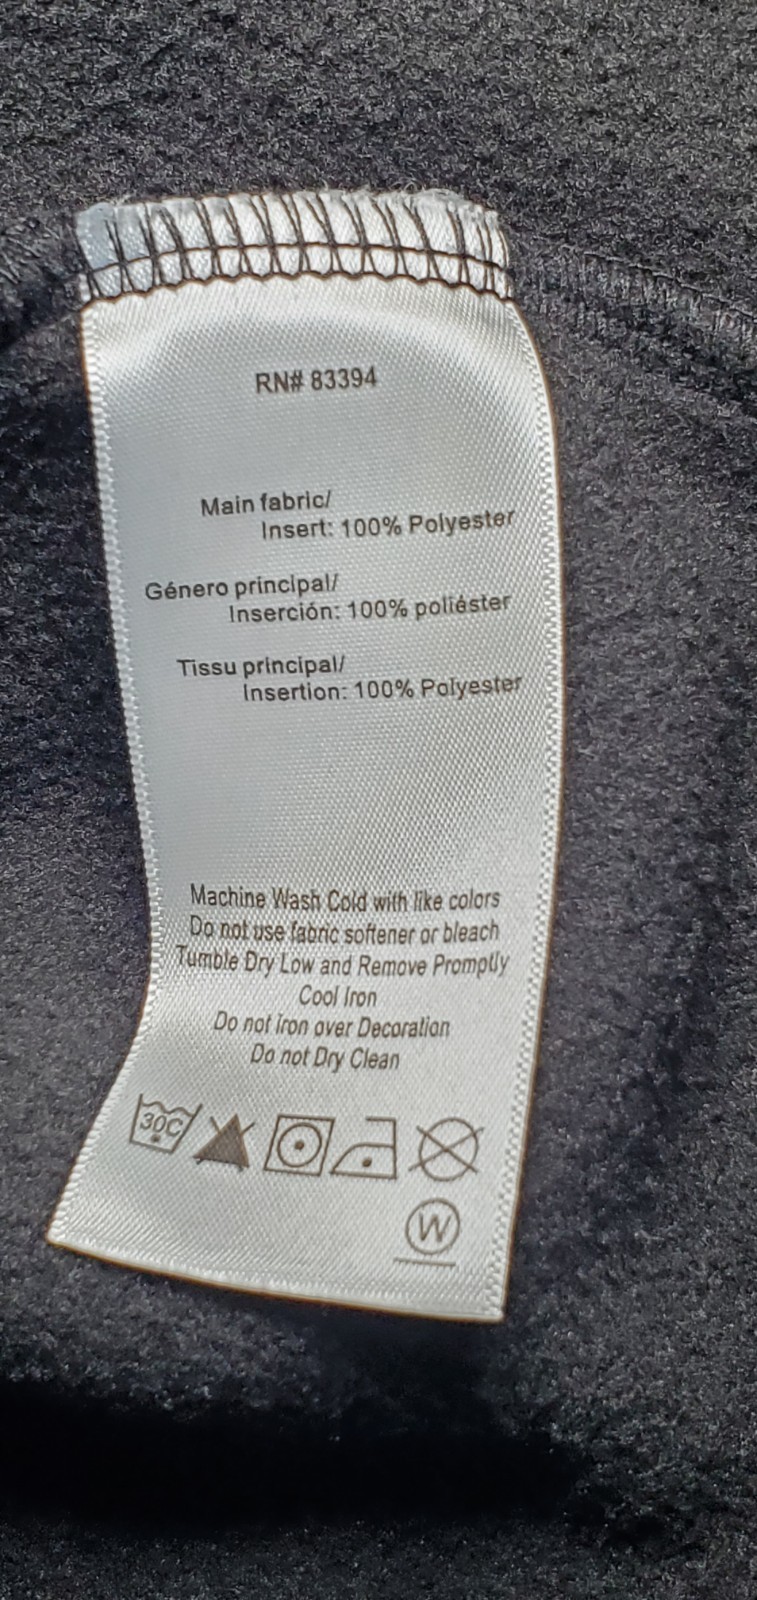 RN# 83394
Main fabric/
Insert: 100% Polyester
Género principal/
Inserción: 100% poliéster
Tissu principal/
Insertion: 100% Polyester
Machine Wash Cold with like colors
Do not use fabric softener or bleach
Tumble Dry Low and Remove Promptly
Cool Iron
Do not iron over Decoration
Do not Dry Clean
30C
W